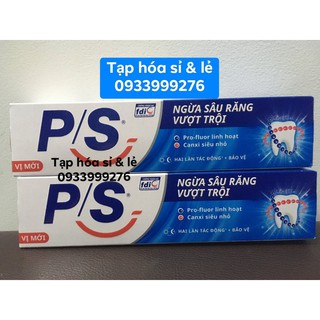 Tạp hóa sỉ & lẻ
0933999276
P/S
fdi
NGỪA SÂU RĂNG
VƯỢT TRỘI
Pro-fluor linh hoạt
Canxi siêu nhỏ
HAI LẦN TÁC ĐỘNG + BẢO VỆ
VỊ MỚI
Tạp hóa sỉ & lẻ
0933999276
P/S
fdi
NGỪA SÂU RĂNG
VƯỢT TRỘI
Pro-fluor linh hoạt
Canxi siêu nhỏ
HAI LẦN TÁC ĐỘNG + BẢO VỆ
VỊ MỚI